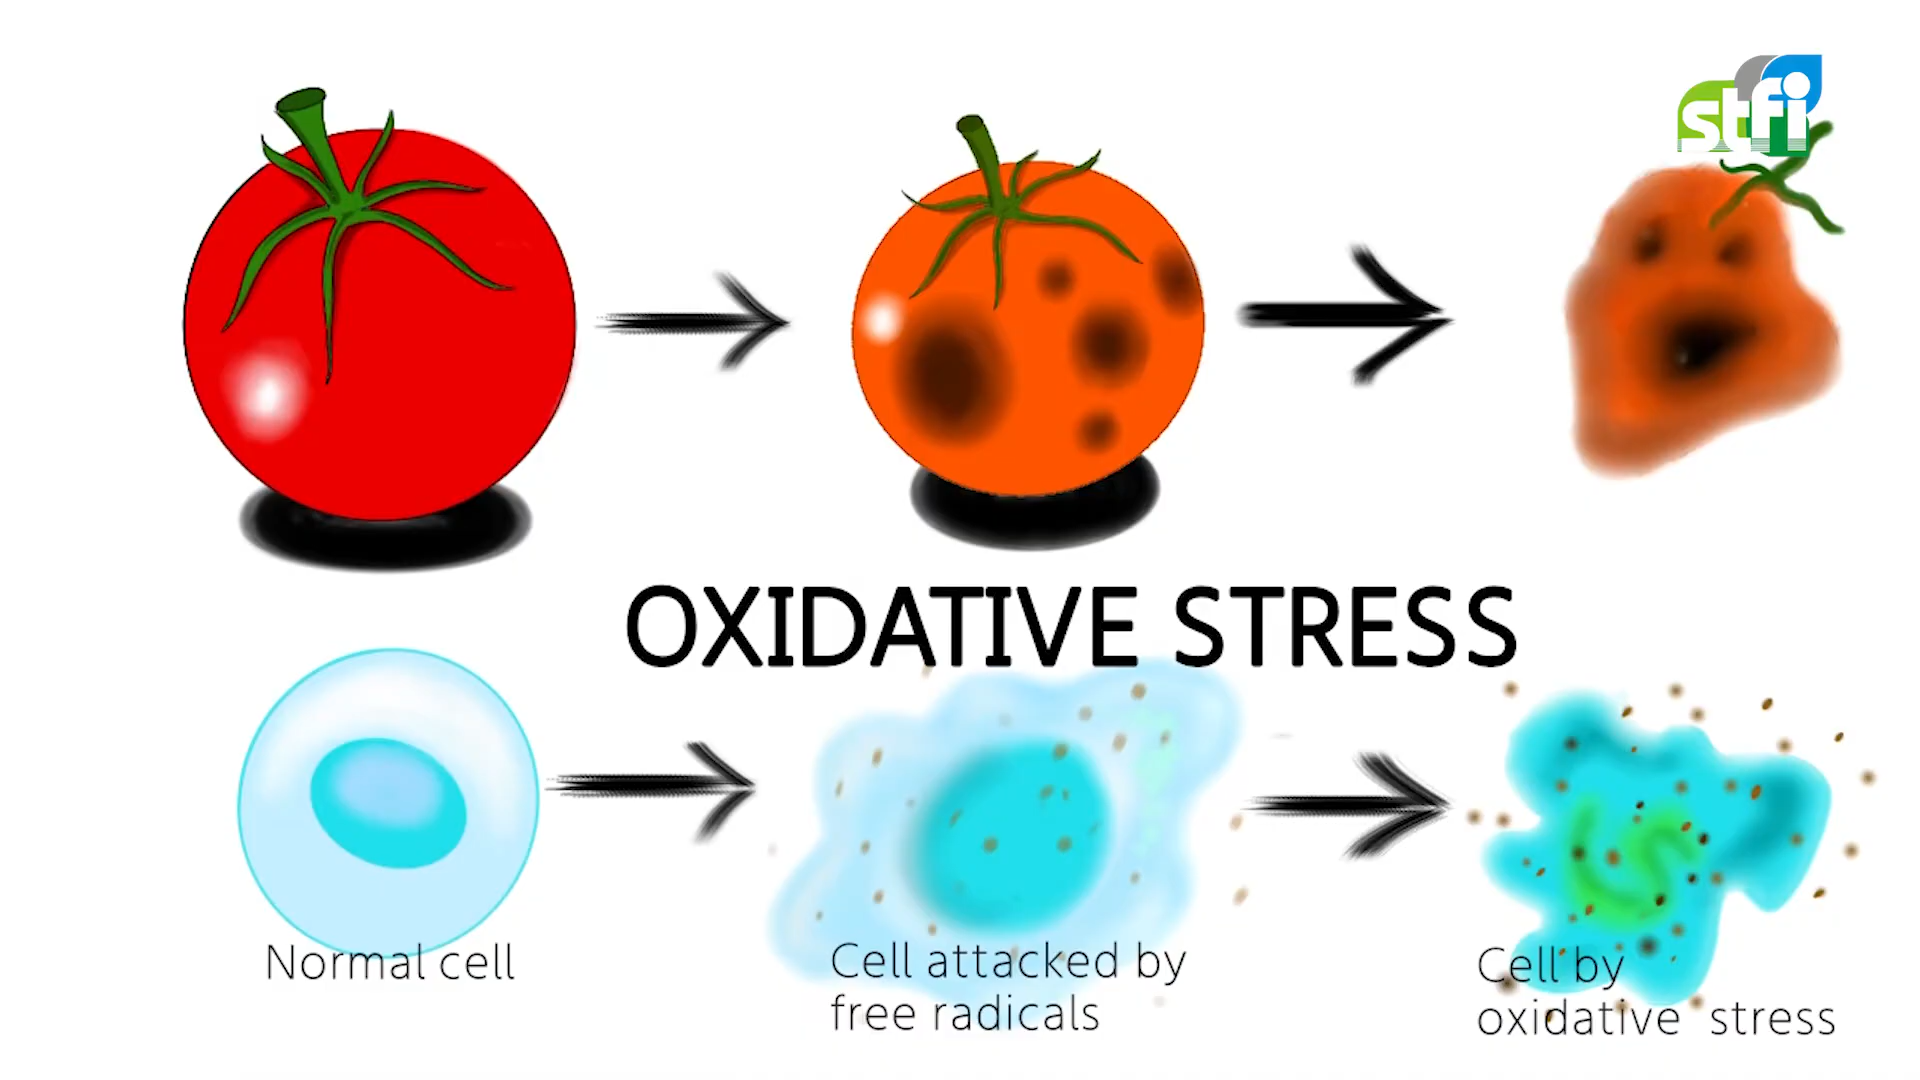 stfi
OXIDATIVE STRESS
Normal cell
Cell attacked by
free radicals
Cell by
oxidative stress